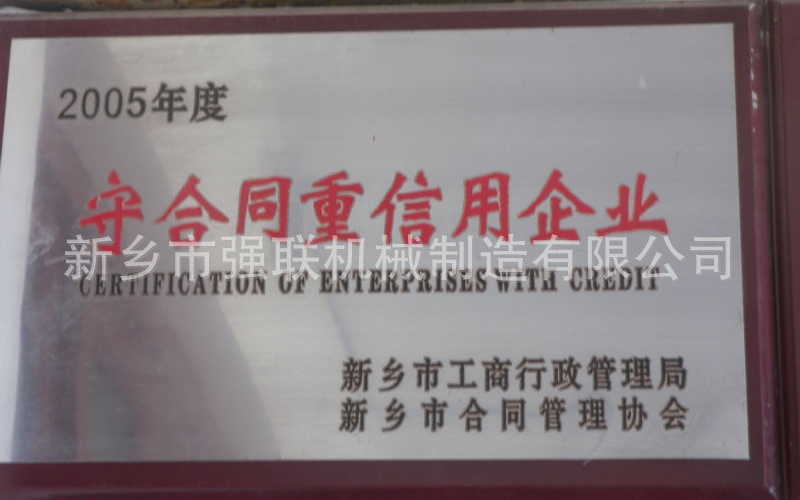 2005年度
守合同重信用企业
新乡市强联机械制造有限公司
CERTIFICATION OF ENTERPRISES WITH CREDIT
新乡市工商行政管理局
新乡市合同管理协会